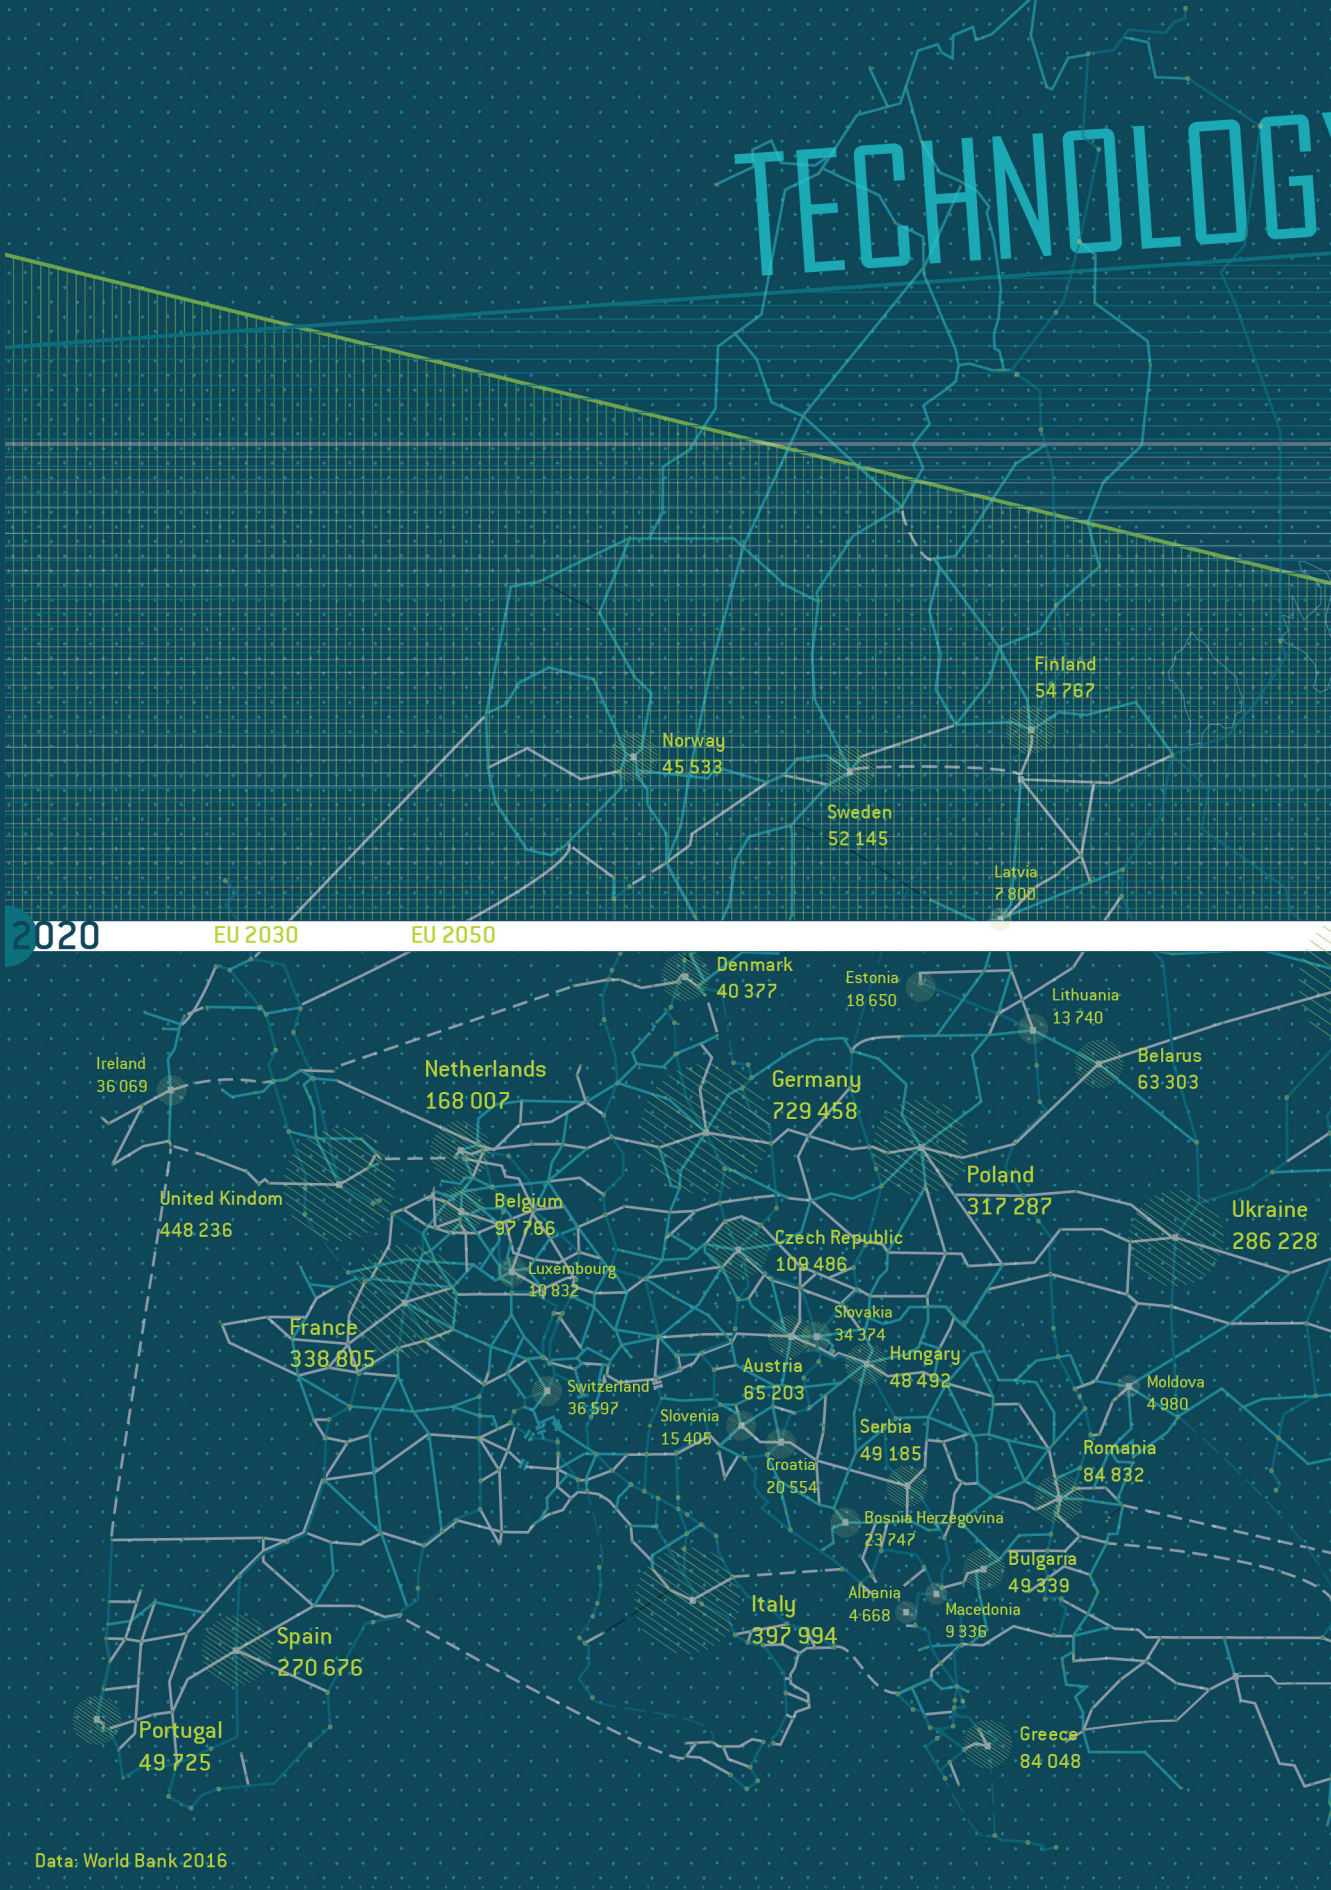 TECHNOLOGY
Finland
54 767
Norway
45 533
Sweden
52 145
Latvia
7 800
2020
EU 2030
EU 2050
Denmark
40 377
Estonia
18 650
Lithuania
13 740
Ireland
36 069
Netherlands
168 007
Germany
729 458
Belarus
63 303
United Kindom
448 236
Belgium
97 766
Poland
317 287
Ukraine
286 228
Czech Republic
109 486
Luxembourg
10 832
France
338 805
Slovakia
34 374
Hungary
48 492
Austria
65 203
Switzerland
36 597
Moldova
4 980
Slovenia
15 405
Serbia
49 185
Croatia
20 554
Romania
84 832
Bosnia Herzegovina
23 747
Bulgaria
49 339
Albania
4 668
Macedonia
9 336
Italy
397 994
Spain
270 676
Portugal
49 725
Greece
84 048
Data: World Bank 2016